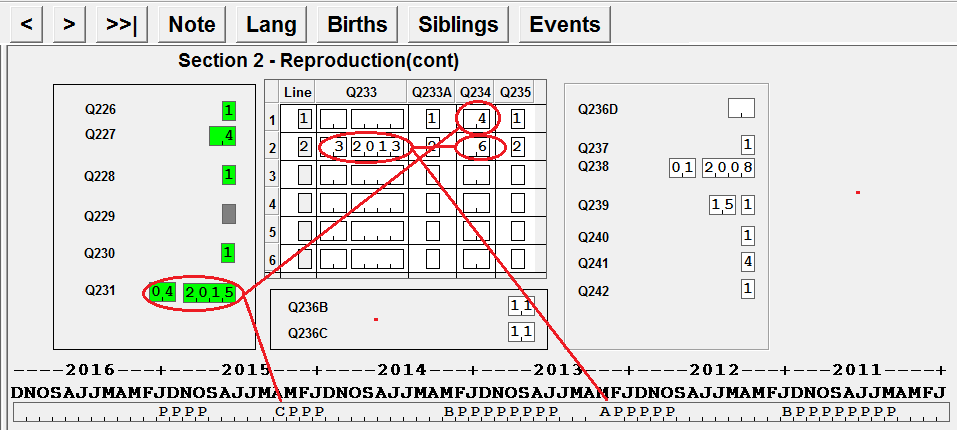 < > >>| Note Lang Births Siblings Events
Section 2 - Reproduction(cont)
Q226 1
Q227 4
Q228 1
Q229
Q230 1
Q231 04 2015
Line Q233 Q233A Q234 Q235
1 1 1 4 1
2 2 3 2013 2 6 2
3
4
5
6
Q236B 11
Q236C 11
Q236D
Q237 1
Q238 01 2008
Q239 15 1
Q240 1
Q241 4
Q242 1
----2016---+----2015---+----2014---+----2013---+----2012---+----2011---+
DNOSAJJMAMFJDNOSAJJMAMFJDNOSAJJMAMFJDNOSAJJMAMFJDNOSAJJMAMFJDNOSAJJMAMFJ
PPPP CPPP BPPPPPPPP APPPPP BPPPPPPPP